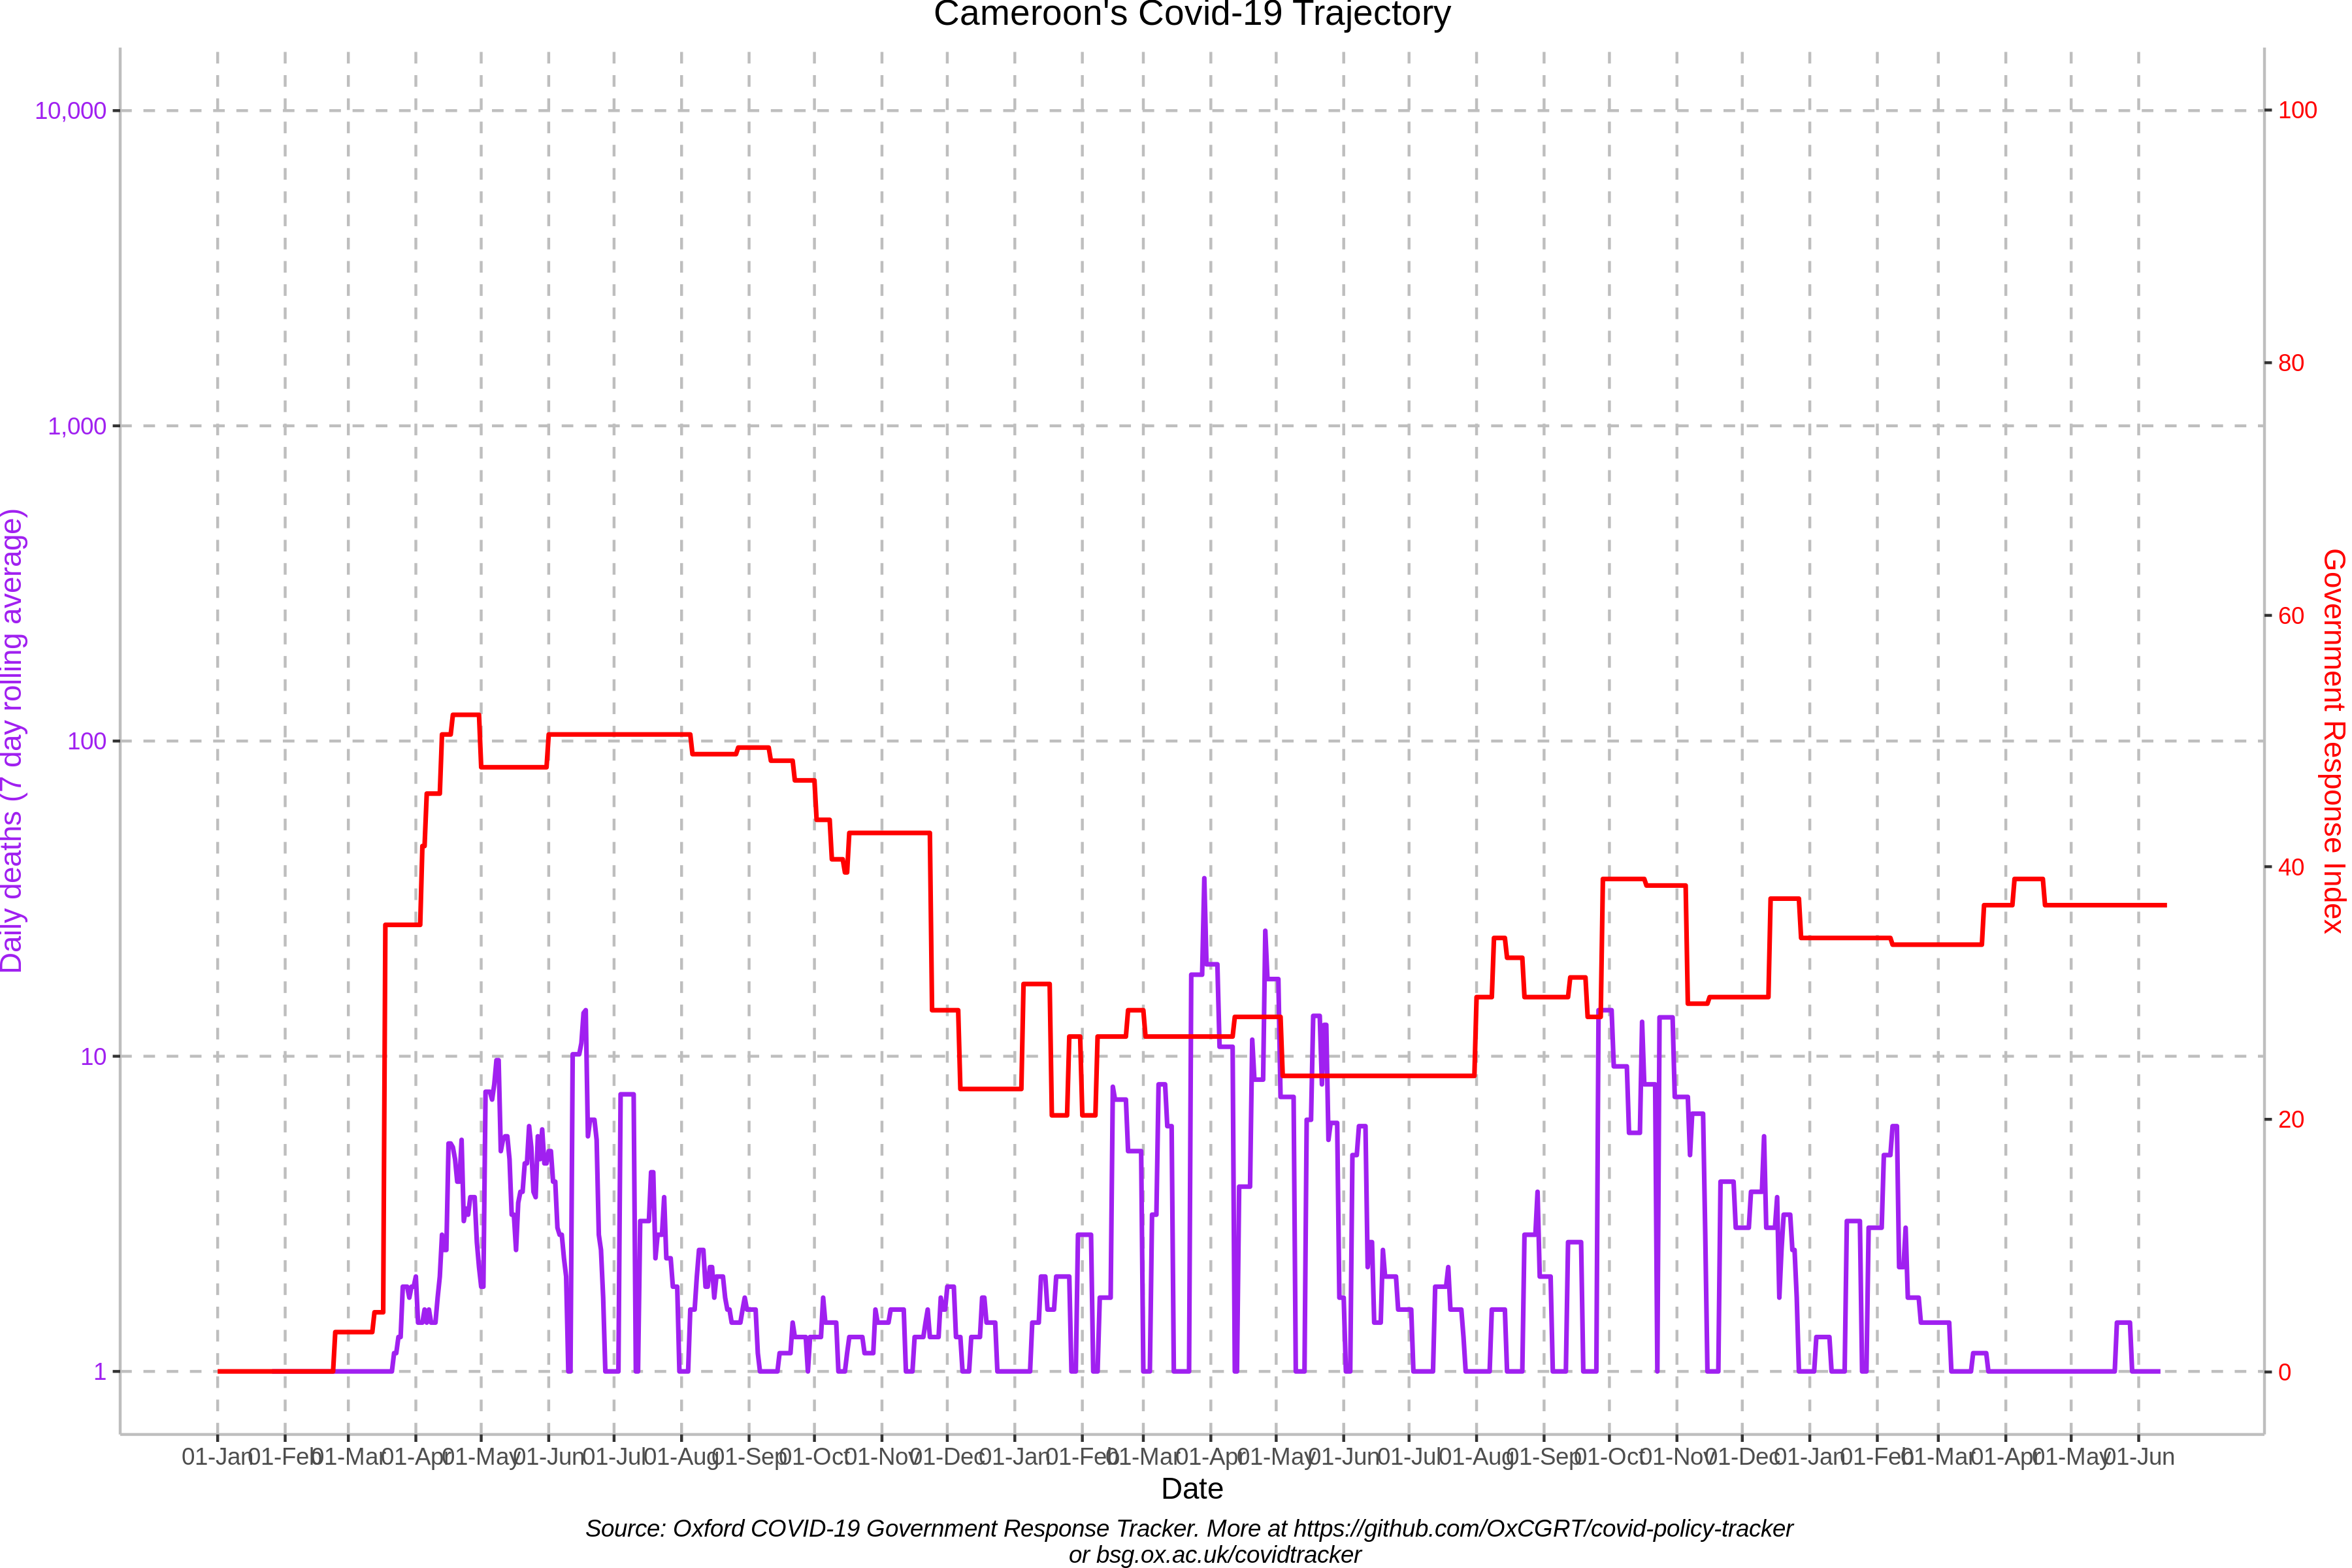 Cameroon's Covid-19 Trajectory
Daily deaths (7 day rolling average)
10,000
1,000
100
10
1
Government Response Index
100
80
60
40
20
0
01-Jan 01-Feb 01-Mar 01-Apr 01-May 01-Jun 01-Jul 01-Aug 01-Sep 01-Oct 01-Nov 01-Dec 01-Jan 01-Feb 01-Mar 01-Apr 01-May 01-Jun 01-Jul 01-Aug 01-Sep 01-Oct 01-Nov 01-Dec 01-Jan 01-Feb 01-Mar 01-Apr 01-May 01-Jun
Date
Source: Oxford COVID-19 Government Response Tracker. More at https://github.com/OxCGRT/covid-policy-tracker
or bsg.ox.ac.uk/covidtracker